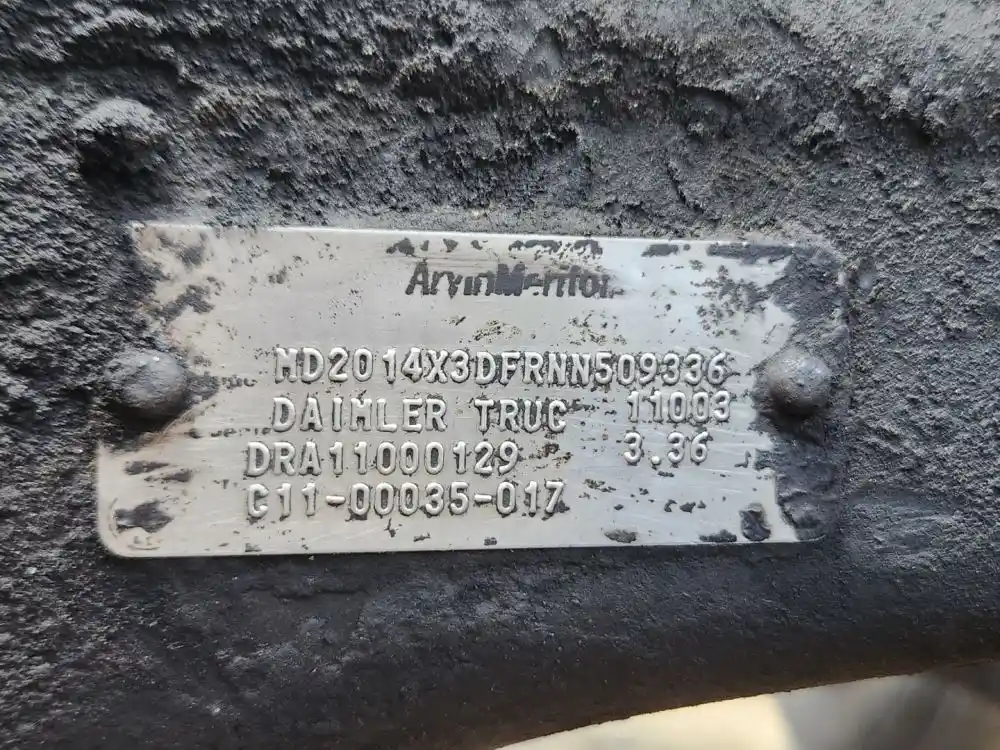 ArvinMeritor
MD2014X3DFRNN509336
DAIMLER TRUC 11003
DRA11000129 3.36
C11-00035-017